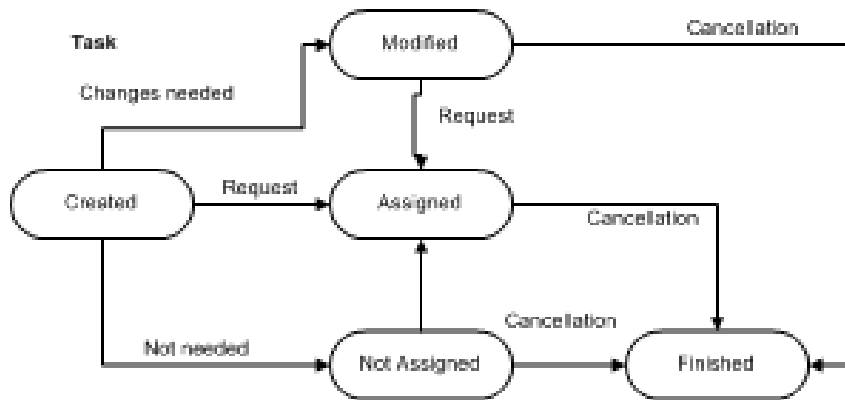 Task
Modified
Cancellation
Changes needed
Request
Created
Request
Assigned
Cancellation
Cancellation
Not needed
Not Assigned
Finished